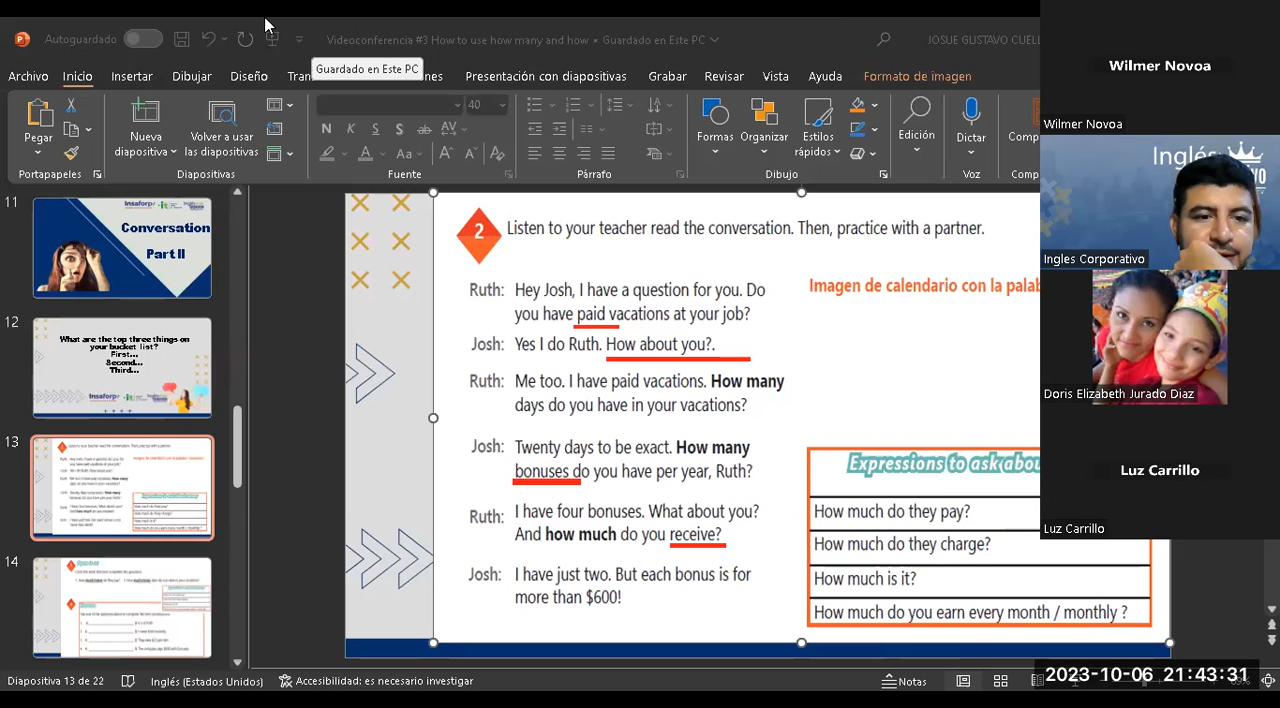 Autoguardado
Videoconferencia #3 How to use how many and how • Guardado en Este PC
JOSUE GUSTAVO CUELL
Archivo Inicio Insertar Dibujar Diseño Tran
nes Presentación con diapositivas Grabar Revisar Vista Ayuda Formato de imagen
Guardado en Este PC
40
Pegar
Nueva diapositiva
Volver a usar las diapositivas
N K S S ab AV
A Aa A A A
Formas
Organizar
Estilos rápidos
Edición
Dictar
Comp
Portapapeles
Diapositivas
Fuente
Párrafo
Dibujo
Voz
Comp
11
Insaforp
Conversation
Part II
12
What are the top three things on
your bucket list?
First...
Second...
Third...
Insaforp
13
14
2
Listen to your teacher read the conversation. Then, practice with a partner.
Ruth: Hey Josh, I have a question for you. Do
you have paid vacations at your job?
Josh: Yes I do Ruth. How about you?.
Ruth: Me too. I have paid vacations. How many
days do you have in your vacations?
Josh: Twenty days to be exact. How many
bonuses do you have per year, Ruth?
Ruth: I have four bonuses. What about you?
And how much do you receive?
Josh: I have just two. But each bonus is for
more than $600!
Imagen de calendario con la palab
Expressions to ask abou
How much do they pay?
How much do they charge?
How much is it?
How much do you earn every month / monthly ?
Wilmer Novoa
Wilmer Novoa
Inglés
Ingles Corporativo
Doris Elizabeth Jurado Diaz
Luz Carrillo
Luz Carrillo
Diapositiva 13 de 22
Inglés (Estados Unidos)
Accesibilidad: es necesario investigar
Notas
2023-10-06 21:43:31